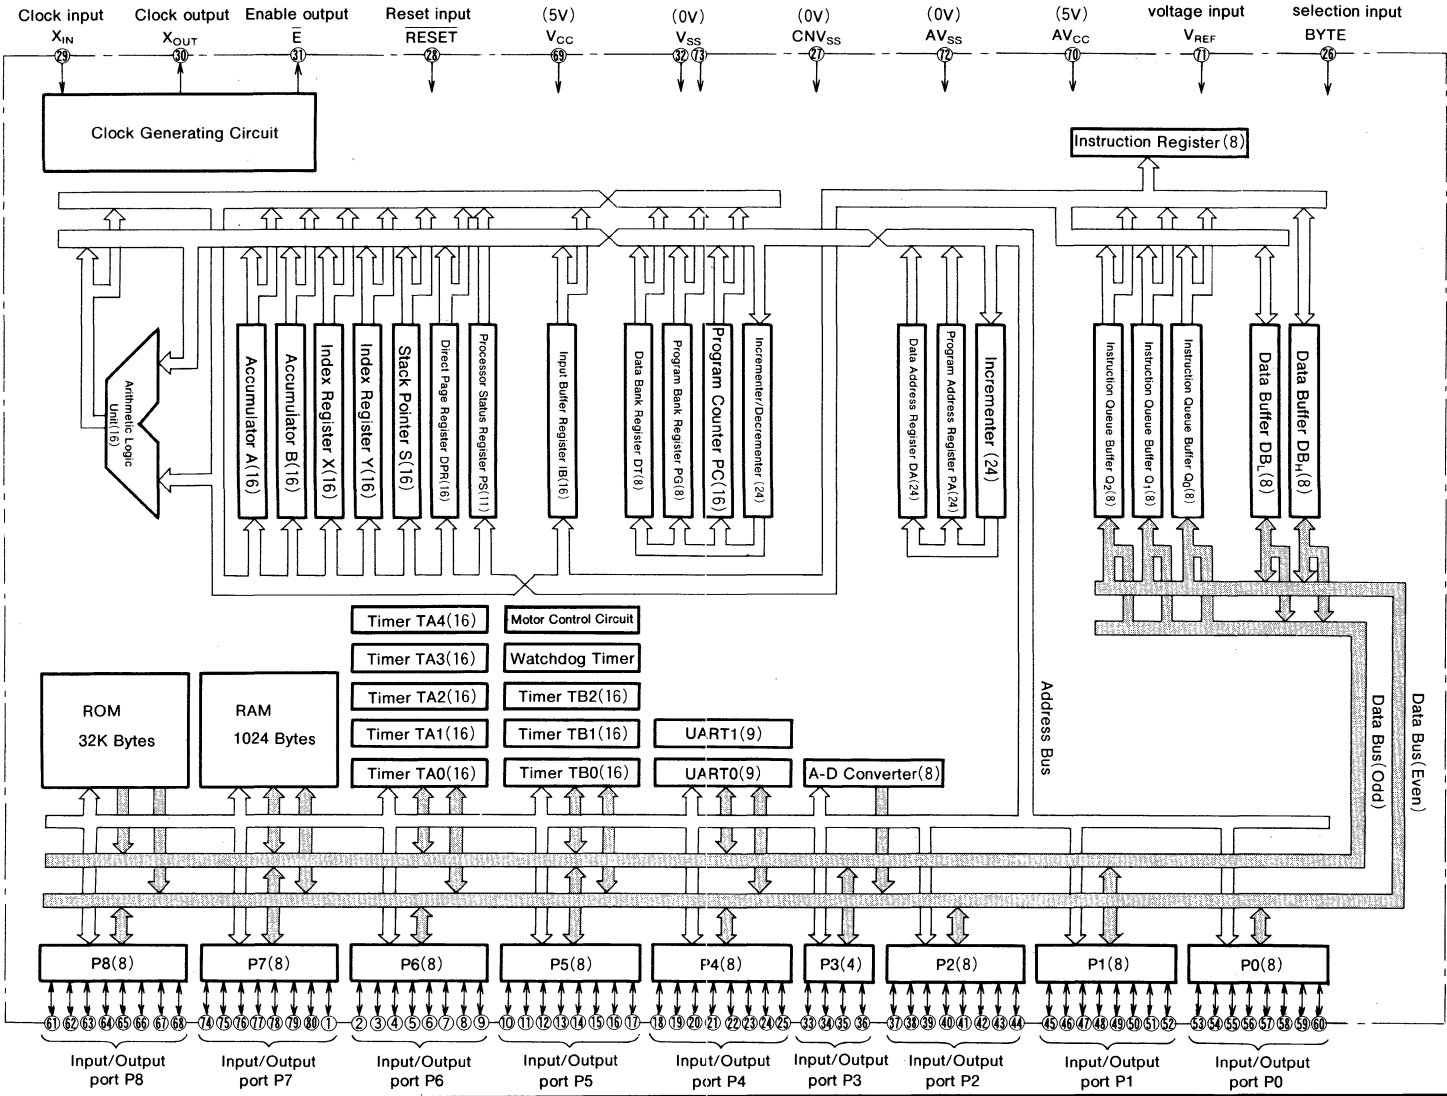 Clock input
Clock output
Enable output
Reset input
(5V)
(0V)
(0V)
(0V)
(5V)
voltage input
selection input
XIN
XOUT
E̅
R̅E̅S̅E̅T̅
VCC
VSS
CNVSS
AVSS
AVCC
VREF
BYTE
29
30
31
28
69
32 73
27
72
70
71
26
Clock Generating Circuit
Instruction Register(8)
Arithmetic Logic
Unit(16)
Accumulator A(16)
Accumulator B(16)
Index Register X(16)
Index Register Y(16)
Stack Pointer S(16)
Direct Page Register DPR(16)
Processor Status Register PS(11)
Input Buffer Register IB(16)
Data Bank Register DT(8)
Program Bank Register PG(8)
Program Counter PC(16)
Incrementer/Decrementer(24)
Data Address Register DA(24)
Program Address Register PA(24)
Incrementer(24)
Instruction Queue Buffer Q2(8)
Instruction Queue Buffer Q1(8)
Instruction Queue Buffer Q0(8)
Data Buffer DBL(8)
Data Buffer DBH(8)
Timer TA4(16)
Motor Control Circuit
Timer TA3(16)
Watchdog Timer
Timer TA2(16)
Timer TB2(16)
Timer TA1(16)
Timer TB1(16)
UART1(9)
Timer TA0(16)
Timer TB0(16)
UART0(9)
A-D Converter(8)
ROM
32K Bytes
RAM
1024 Bytes
Address Bus
Data Bus(Odd)
Data Bus(Even)
P8(8)
P7(8)
P6(8)
P5(8)
P4(8)
P3(4)
P2(8)
P1(8)
P0(8)
61 62 63 64 65 66 67 68
74 75 76 77 78 79 80 1
2 3 4 5 6 7 8 9
10 11 12 13 14 15 16 17
18 19 20 21 22 23 24 25
33 34 35 36
37 38 39 40 41 42 43 44
45 46 47 48 49 50 51 52
53 54 55 56 57 58 59 60
Input/Output
port P8
Input/Output
port P7
Input/Output
port P6
Input/Output
port P5
Input/Output
port P4
Input/Output
port P3
Input/Output
port P2
Input/Output
port P1
Input/Output
port P0